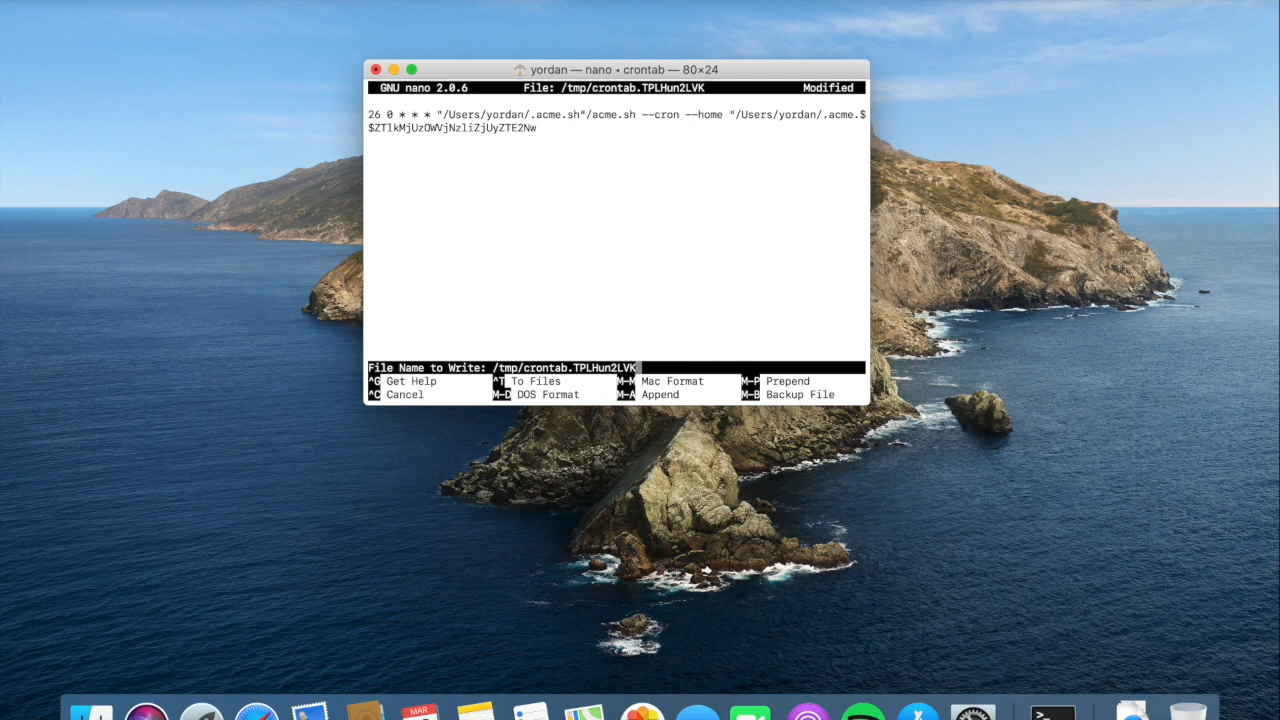 yordan — nano ◂ crontab — 80×24
GNU nano 2.0.6 File: /tmp/crontab.TPLHun2LVK Modified
26 0 * * * "/Users/yordan/.acme.sh"/acme.sh --cron --home "/Users/yordan/.acme.$
$ZTlkMjUzOWVjNzliZjUyZTE2Nw
File Name to Write: /tmp/crontab.TPLHun2LVK
^G Get Help ^T To Files M-M Mac Format M-P Prepend
^C Cancel M-D DOS Format M-A Append M-B Backup File
MAR